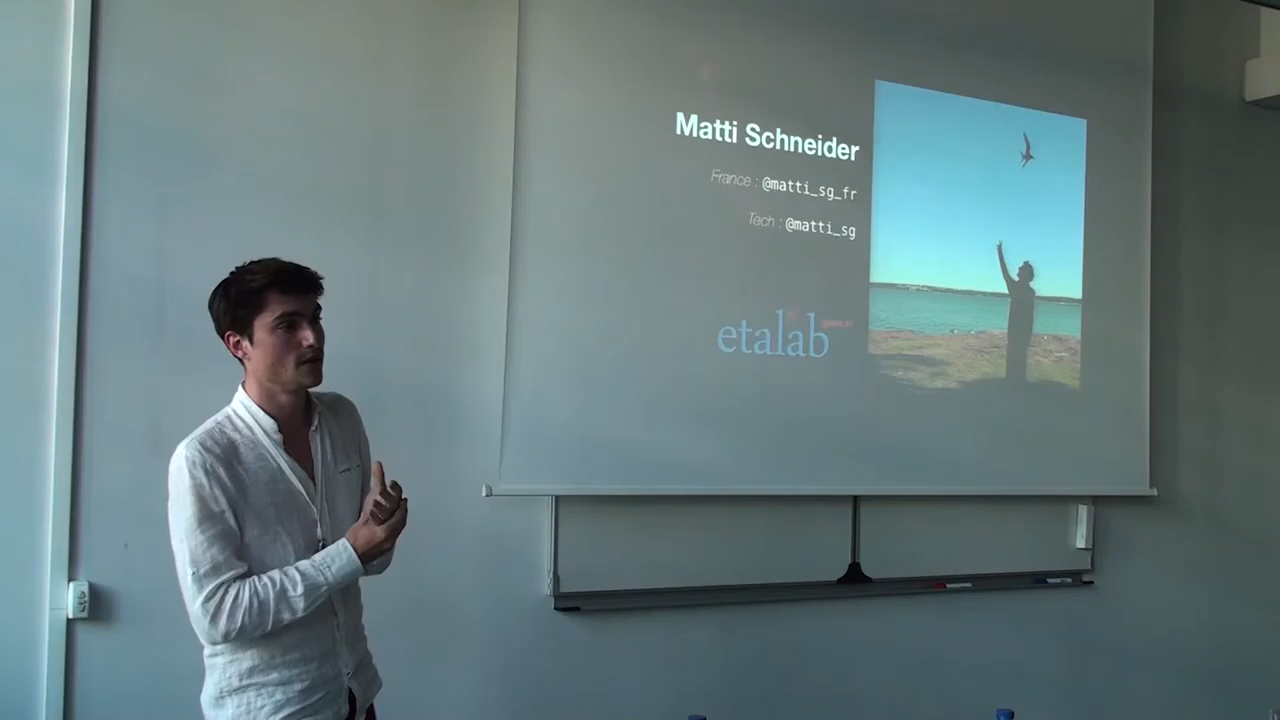 Matti Schneider
France : @matti_sg_fr
Tech : @matti_sg
etalab